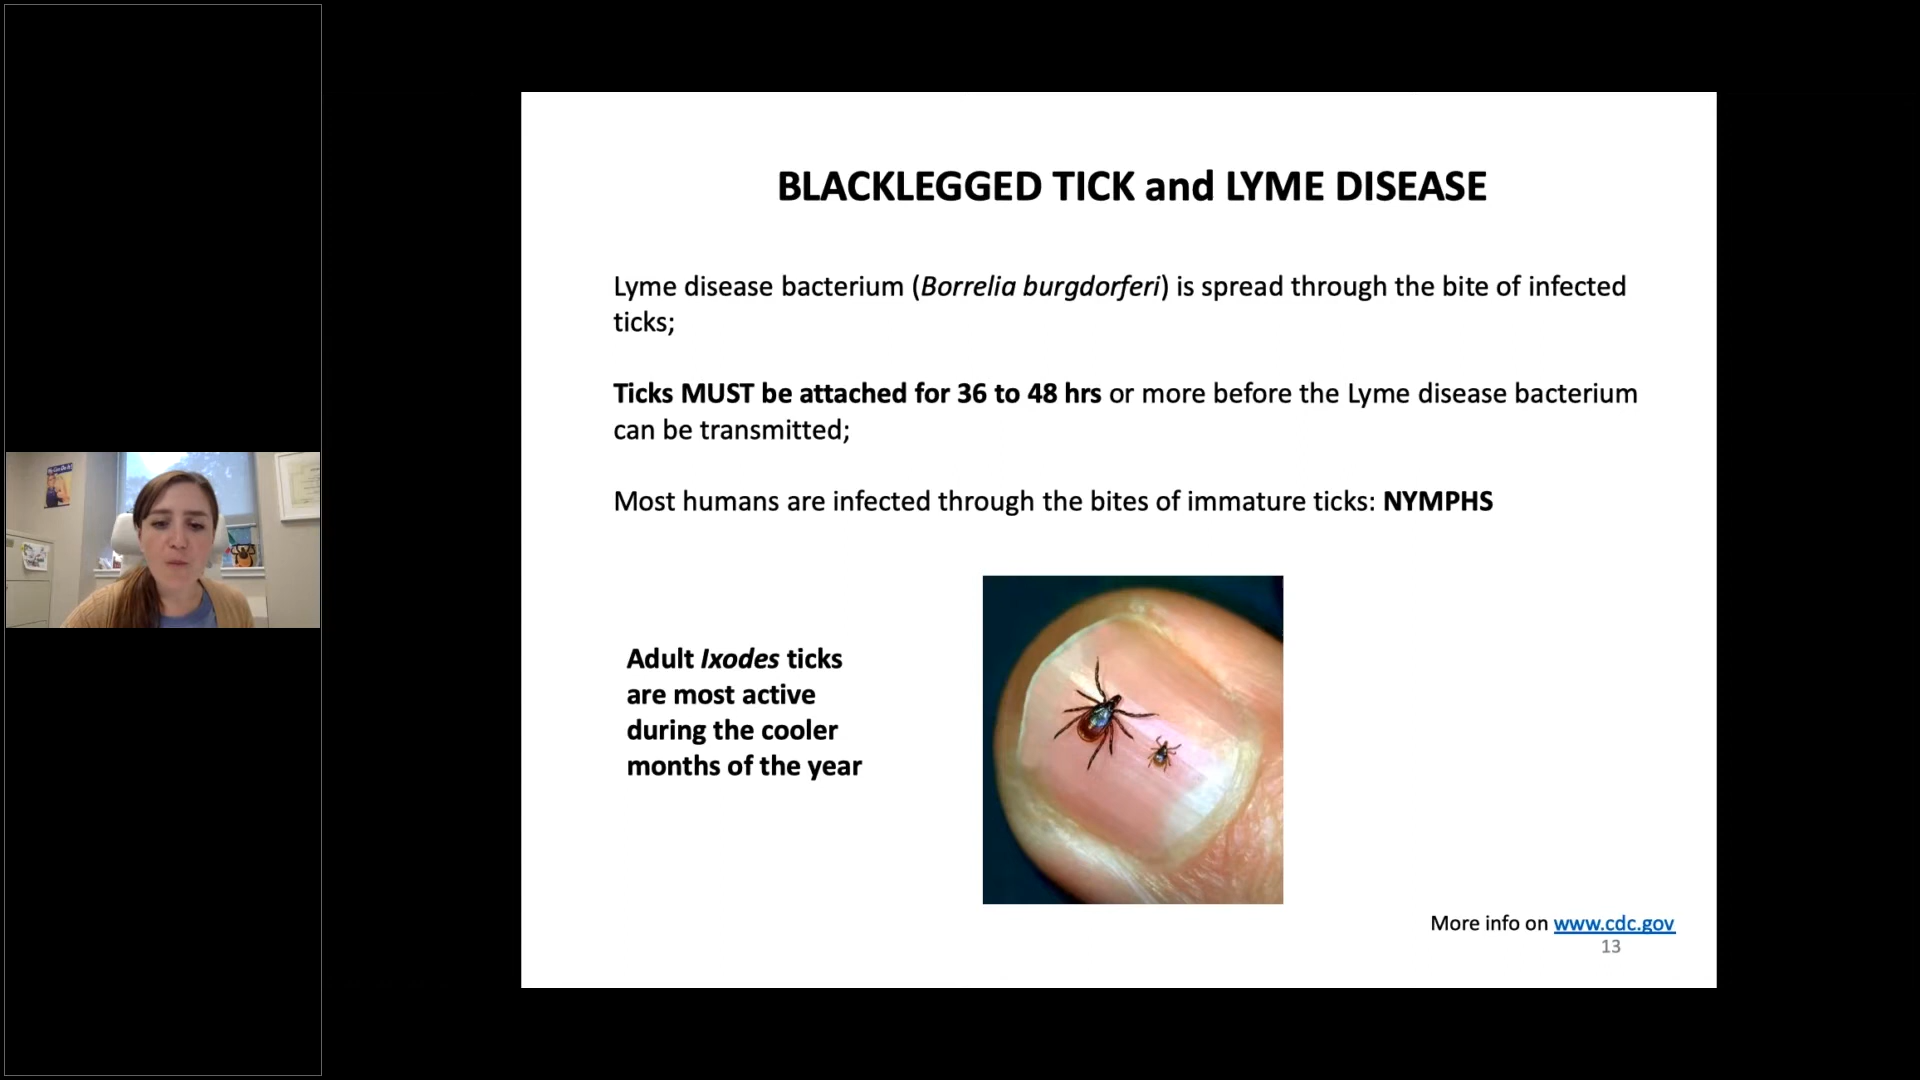 BLACKLEGGED TICK and LYME DISEASE
Lyme disease bacterium (Borrelia burgdorferi) is spread through the bite of infected
ticks;
Ticks MUST be attached for 36 to 48 hrs or more before the Lyme disease bacterium
can be transmitted;
Most humans are infected through the bites of immature ticks: NYMPHS
Adult Ixodes ticks
are most active
during the cooler
months of the year
More info on www.cdc.gov
13